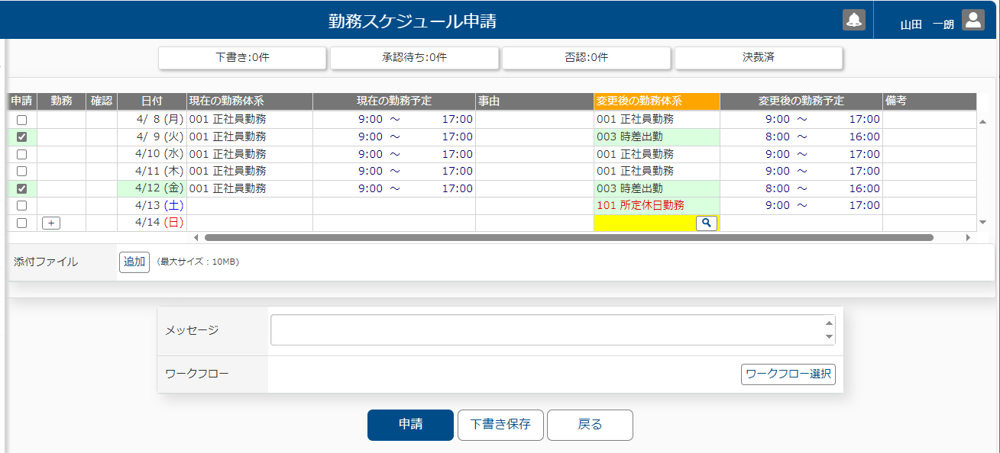 勤務スケジュール申請
山田 一朗
下書き:0件 承認待ち:0件 否認:0件 決裁済
申請 勤務 確認 日付 現在の勤務体系 現在の勤務予定 事由 変更後の勤務体系 変更後の勤務予定 備考
4/ 8 (月) 001 正社員勤務 9:00 ～ 17:00 001 正社員勤務 9:00 ～ 17:00
4/ 9 (火) 001 正社員勤務 9:00 ～ 17:00 003 時差出勤 8:00 ～ 16:00
4/10 (水) 001 正社員勤務 9:00 ～ 17:00 001 正社員勤務 9:00 ～ 17:00
4/11 (木) 001 正社員勤務 9:00 ～ 17:00 001 正社員勤務 9:00 ～ 17:00
4/12 (金) 001 正社員勤務 9:00 ～ 17:00 003 時差出勤 8:00 ～ 16:00
4/13 (土) 101 所定休日勤務 9:00 ～ 17:00
+ 4/14 (日)
添付ファイル 追加 (最大サイズ：10MB)
メッセージ
ワークフロー ワークフロー選択
申請 下書き保存 戻る